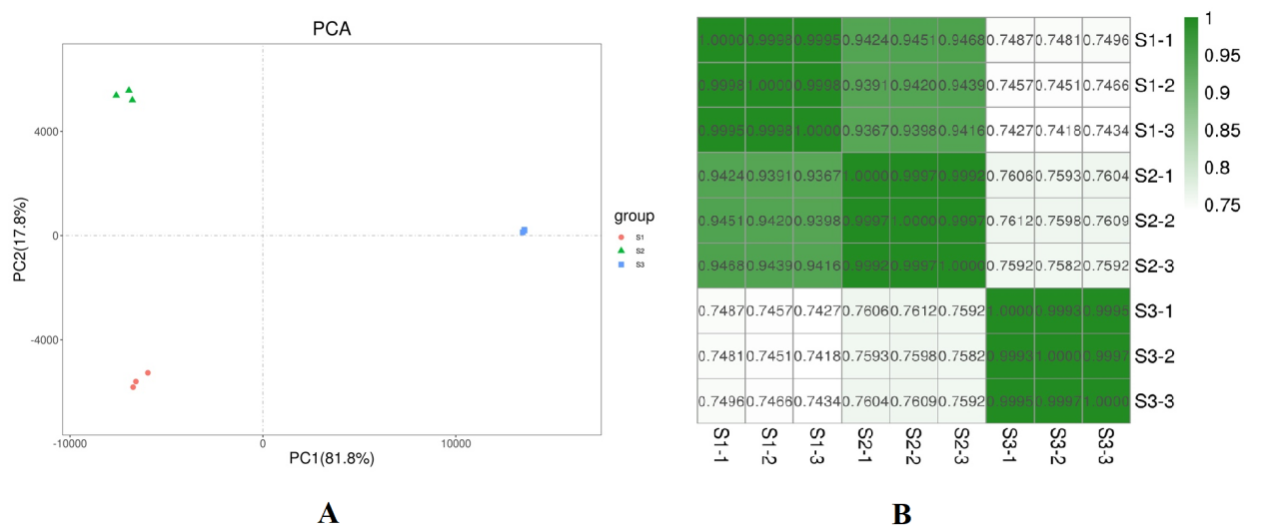 PCA
4000
0
-4000
PC2(17.8%)
-10000 0 10000
PC1(81.8%)
group
S1
S2
S3
A
1.0000 0.9998 0.9995 0.9424 0.9451 0.9468 0.7487 0.7481 0.7496 S1-1
0.9998 1.0000 0.9998 0.9391 0.9420 0.9439 0.7457 0.7451 0.7466 S1-2
0.9995 0.9998 1.0000 0.9367 0.9398 0.9416 0.7427 0.7418 0.7434 S1-3
0.9424 0.9391 0.9367 1.0000 0.9997 0.9992 0.7606 0.7593 0.7604 S2-1
0.9451 0.9420 0.9398 0.9997 1.0000 0.9997 0.7612 0.7598 0.7609 S2-2
0.9468 0.9439 0.9416 0.9992 0.9997 1.0000 0.7592 0.7582 0.7592 S2-3
0.7487 0.7457 0.7427 0.7606 0.7612 0.7592 1.0000 0.9993 0.9995 S3-1
0.7481 0.7451 0.7418 0.7593 0.7598 0.7582 0.9993 1.0000 0.9997 S3-2
0.7496 0.7466 0.7434 0.7604 0.7609 0.7592 0.9995 0.9997 1.0000 S3-3
S1-1 S1-2 S1-3 S2-1 S2-2 S2-3 S3-1 S3-2 S3-3
1
0.95
0.9
0.85
0.8
0.75
B